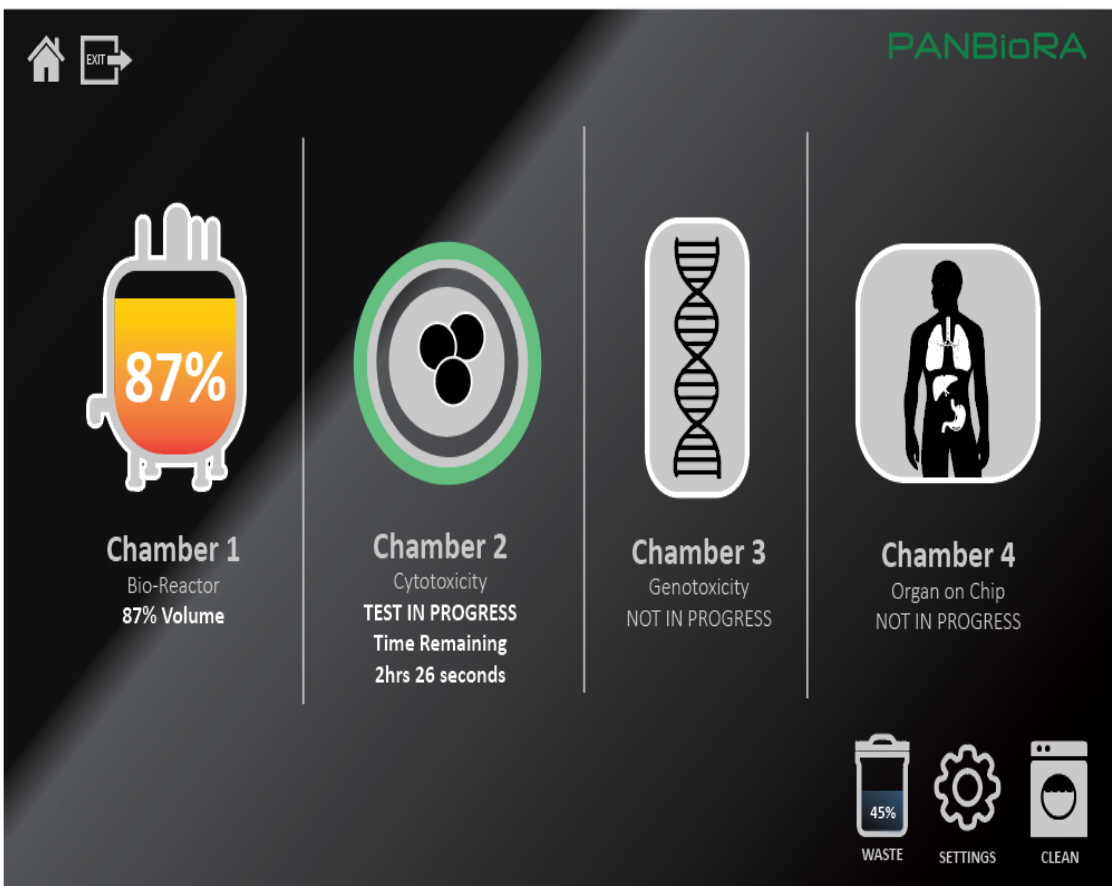 EXIT
PANBioRA
87%
Chamber 1
Bio-Reactor
87% Volume
Chamber 2
Cytotoxicity
TEST IN PROGRESS
Time Remaining
2hrs 26 seconds
Chamber 3
Genotoxicity
NOT IN PROGRESS
Chamber 4
Organ on Chip
NOT IN PROGRESS
45%
WASTE
SETTINGS
CLEAN